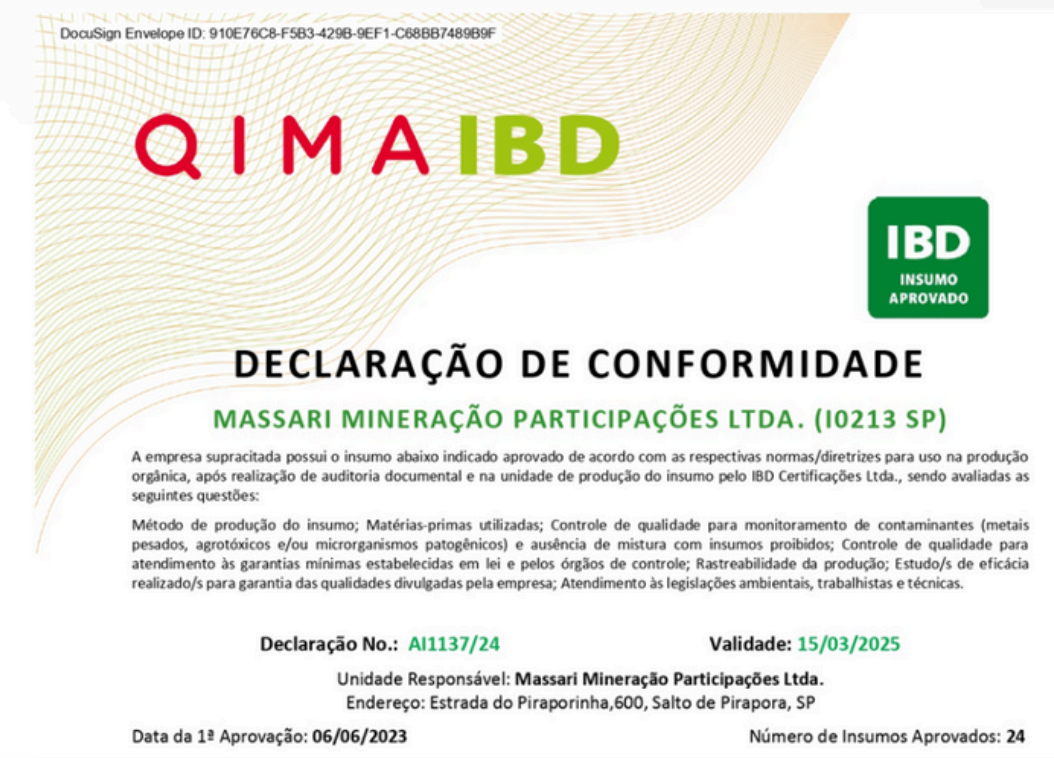 DocuSign Envelope ID: 910E76C8-F5B3-429B-9EF1-C68BB7489B9F
QIMA IBD
IBD
INSUMO
APROVADO
DECLARAÇÃO DE CONFORMIDADE
MASSARI MINERAÇÃO PARTICIPAÇÕES LTDA. (I0213 SP)
A empresa supracitada possui o insumo abaixo indicado aprovado de acordo com as respectivas normas/diretrizes para uso na produção
orgânica, após realização de auditoria documental e na unidade de produção do insumo pelo IBD Certificações Ltda., sendo avaliadas as
seguintes questões:
Método de produção do insumo; Matérias-primas utilizadas; Controle de qualidade para monitoramento de contaminantes (metais
pesados, agrotóxicos e/ou microrganismos patogênicos) e ausência de mistura com insumos proibidos; Controle de qualidade para
atendimento às garantias mínimas estabelecidas em lei e pelos órgãos de controle; Rastreabilidade da produção; Estudo/s de eficácia
realizado/s para garantia das qualidades divulgadas pela empresa; Atendimento às legislações ambientais, trabalhistas e técnicas.
Declaração No.: AI1137/24 Validade: 15/03/2025
Unidade Responsável: Massari Mineração Participações Ltda.
Endereço: Estrada do Piraporinha,600, Salto de Pirapora, SP
Data da 1ª Aprovação: 06/06/2023 Número de Insumos Aprovados: 24